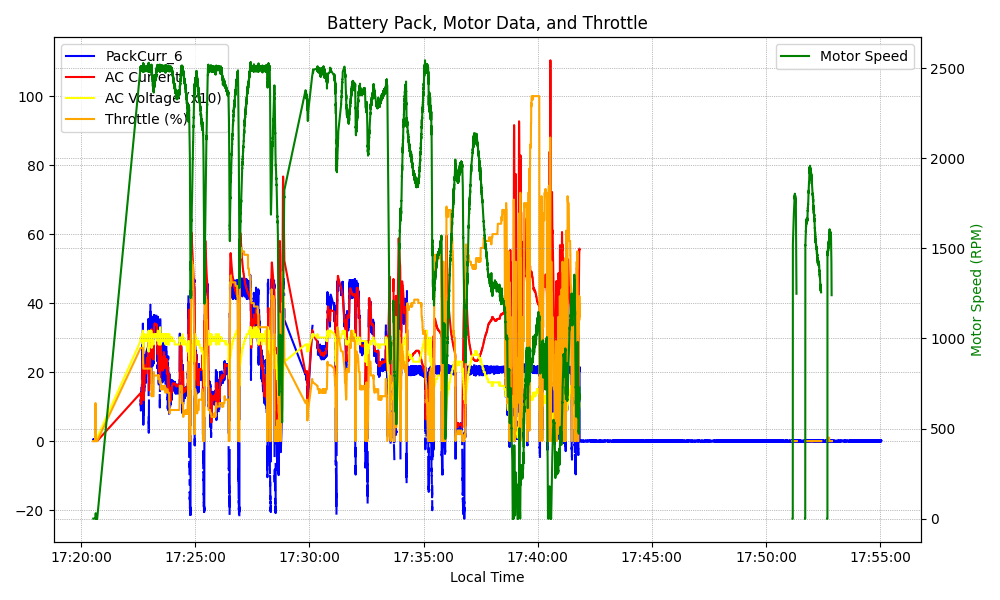 Battery Pack, Motor Data, and Throttle
PackCurr_6
AC Current
AC Voltage (x10)
Throttle (%)
Motor Speed
100
80
60
40
20
0
−20
2500
2000
1500
1000
500
0
Motor Speed (RPM)
17:20:00
17:25:00
17:30:00
17:35:00
17:40:00
17:45:00
17:50:00
17:55:00
Local Time